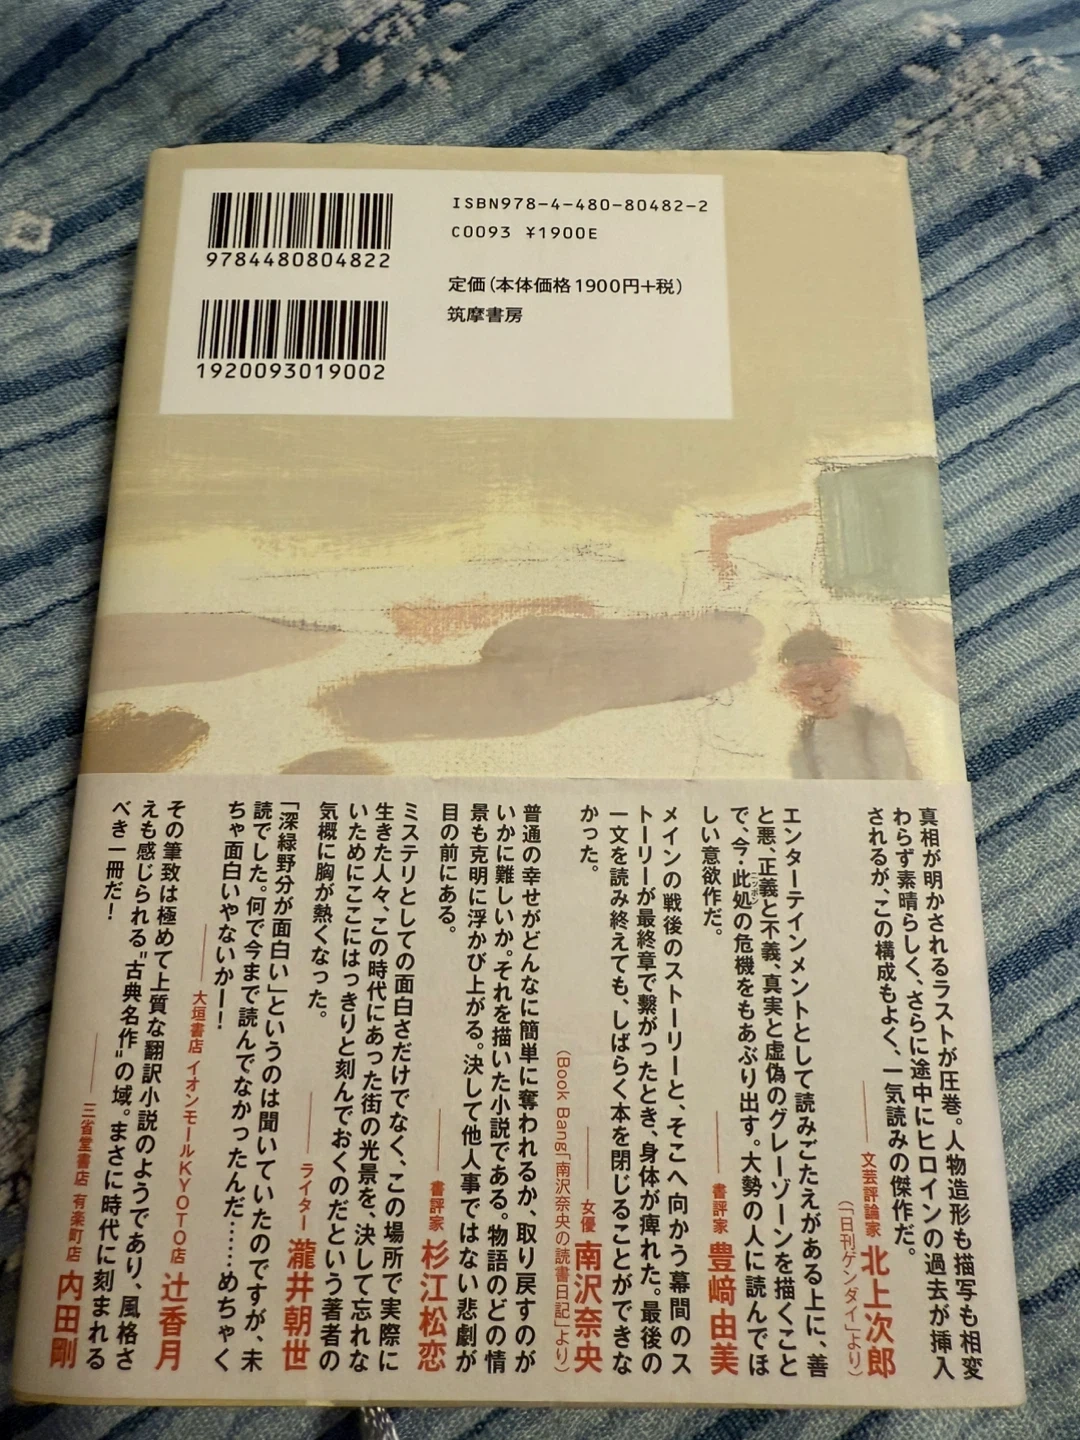 9784480804822
ISBN978-4-480-80482-2
C0093 ¥1900E
定価(本体価格1900円+税)
筑摩書房
1920093019002
真相が明かされるラストが圧巻。人物造形も描写も相変
わらず素晴らしく、さらに途中にヒロインの過去が挿入
されるが、この構成もよく、一気読みの傑作だ。
――文芸評論家 北上次郎
(「日刊ゲンダイ」より)
エンターテインメントとして読みごたえがある上に、善
と悪、正義と不義、真実と虚偽のグレーゾーンを描くこと
で、今・此処の危機をもあぶり出す。大勢の人に読んでほ
ニッポン
しい意欲作だ。
――書評家 豊﨑由美
メインの戦後のストーリーと、そこへ向かう幕間のス
トーリーが最終章で繋がったとき、身体が痺れた。最後の
一文を読み終えても、しばらく本を閉じることができな
かった。
――女優 南沢奈央
(Book Bang「南沢奈央の読書日記」より)
普通の幸せがどんなに簡単に奪われるか、取り戻すのが
いかに難しいか。それを描いた小説である。物語のどの情
景も克明に浮かび上がる。決して他人事ではない悲劇が
目の前にある。
――書評家 杉江松恋
ミステリとしての面白さだけでなく、この場所で実際に
生きた人々、この時代にあった街の光景を、決して忘れな
いためにここにはっきりと刻んでおくのだという著者の
気概に胸が熱くなった。
――ライター 瀧井朝世
「深緑野分が面白い」というのは聞いていたのですが、未
読でした。何で今まで読んでなかったんだ……めちゃく
ちゃ面白いやないかー!
――大垣書店 イオンモールKYOTO店 辻香月
その筆致は極めて上質な翻訳小説のようであり、風格さ
えも感じられる"古典名作"の域。まさに時代に刻まれる
べき一冊だ!
――三省堂書店 有楽町店 内田剛